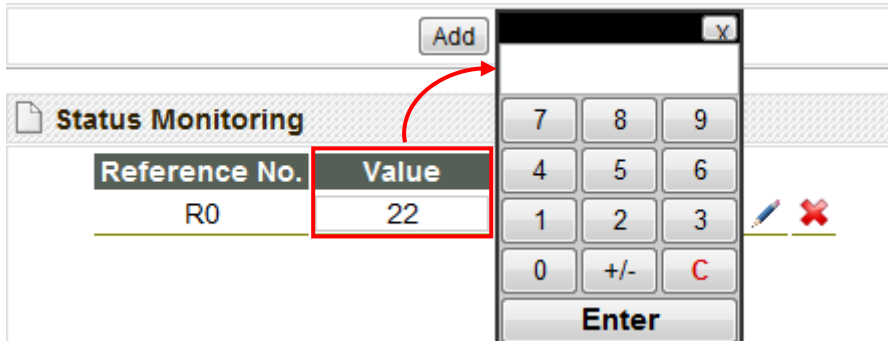 Add
X
Status Monitoring
7 8 9
Reference No. Value
4 5 6
R0 22
1 2 3
0 +/- C
Enter